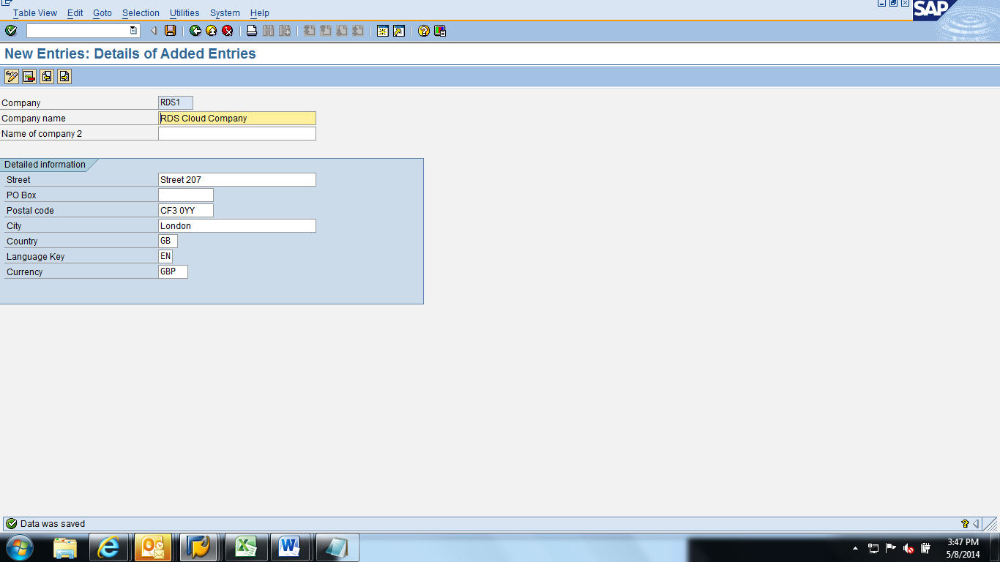 Table View Edit Goto Selection Utilities System Help
SAP
New Entries: Details of Added Entries
Company RDS1
Company name RDS Cloud Company
Name of company 2
Detailed information
Street Street 207
PO Box
Postal code CF3 0YY
City London
Country GB
Language Key EN
Currency GBP
Data was saved
3:47 PM
5/8/2014